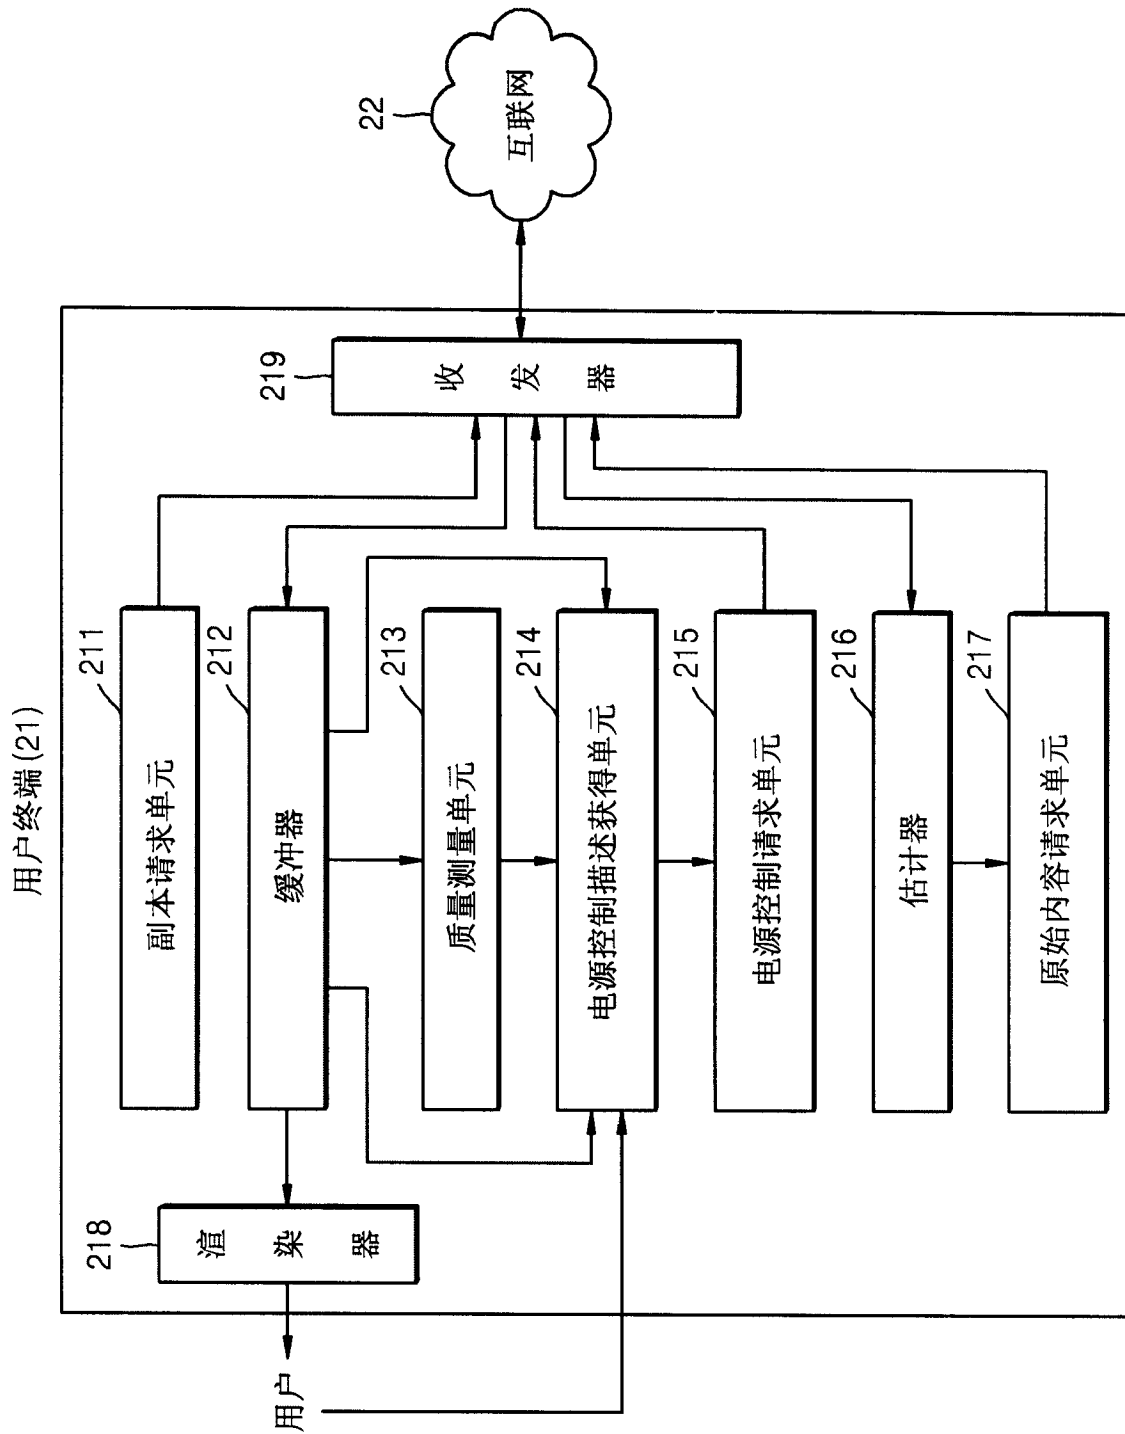 用户终端(21)
211
副本请求单元
212
缓冲器
213
质量测量单元
214
电源控制描述获得单元
215
电源控制请求单元
216
估计器
217
原始内容请求单元
218
渲染器
用户
219
收发器
22
互联网